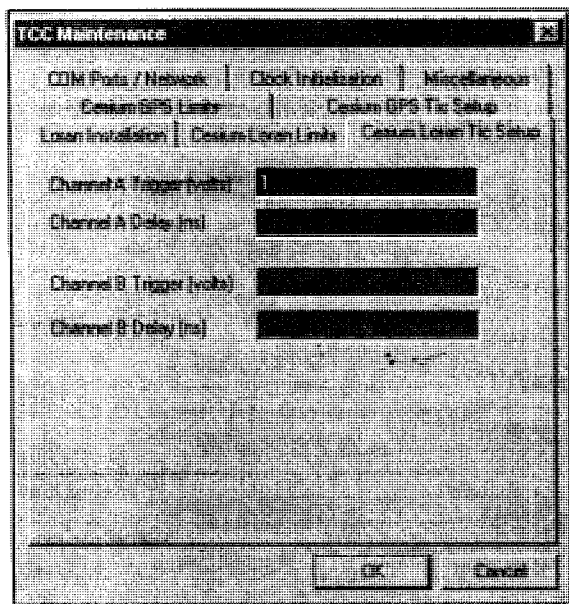 TCC Maintenance
COM Ports / Network
Clock Initialization
Miscellaneous
Cesium GPS Limits
Cesium GPS Tic Setup
Loran Installation
Cesium Loran Limits
Cesium Loran Tic Setup
Channel A Trigger (volts)
1
Channel A Delay (ns)
Channel B Trigger (volts)
Channel B Delay (ns)
OK
Cancel